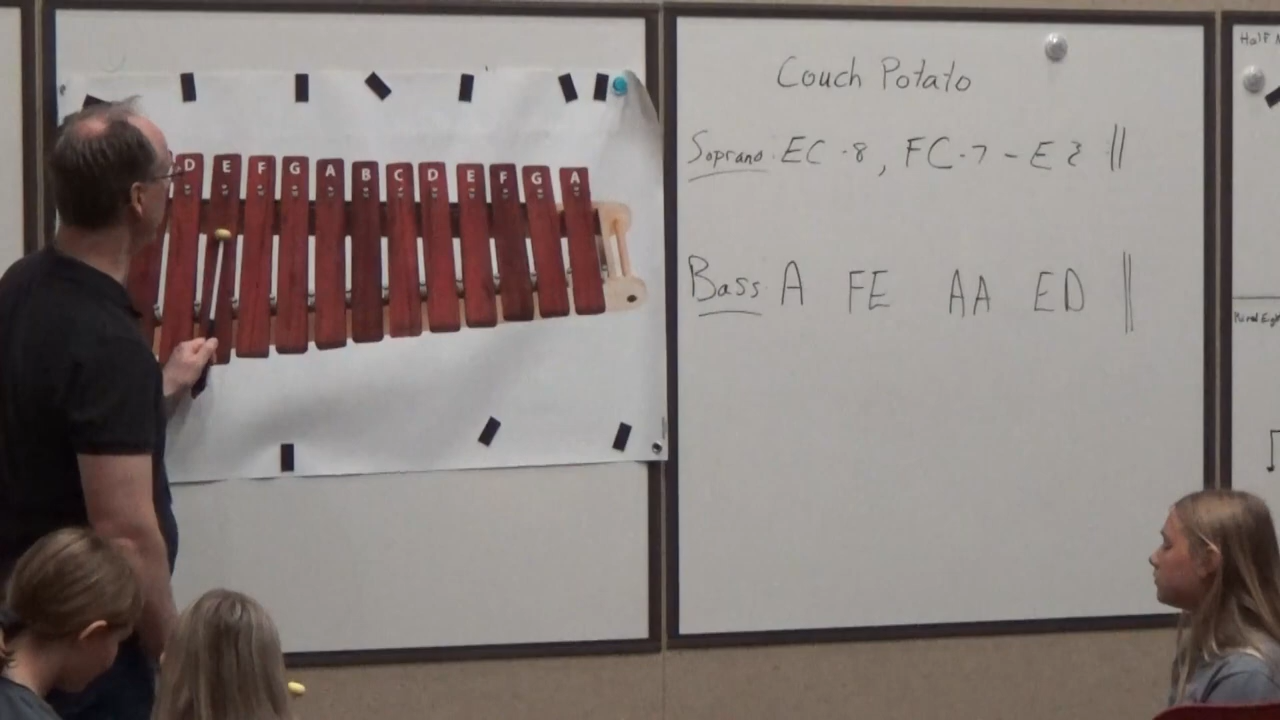 D E F G A B C D E F G A
Couch Potato
Soprano: EC-8, FC-7-E 𝄽 ||
Bass: A FE AA ED ||
Half